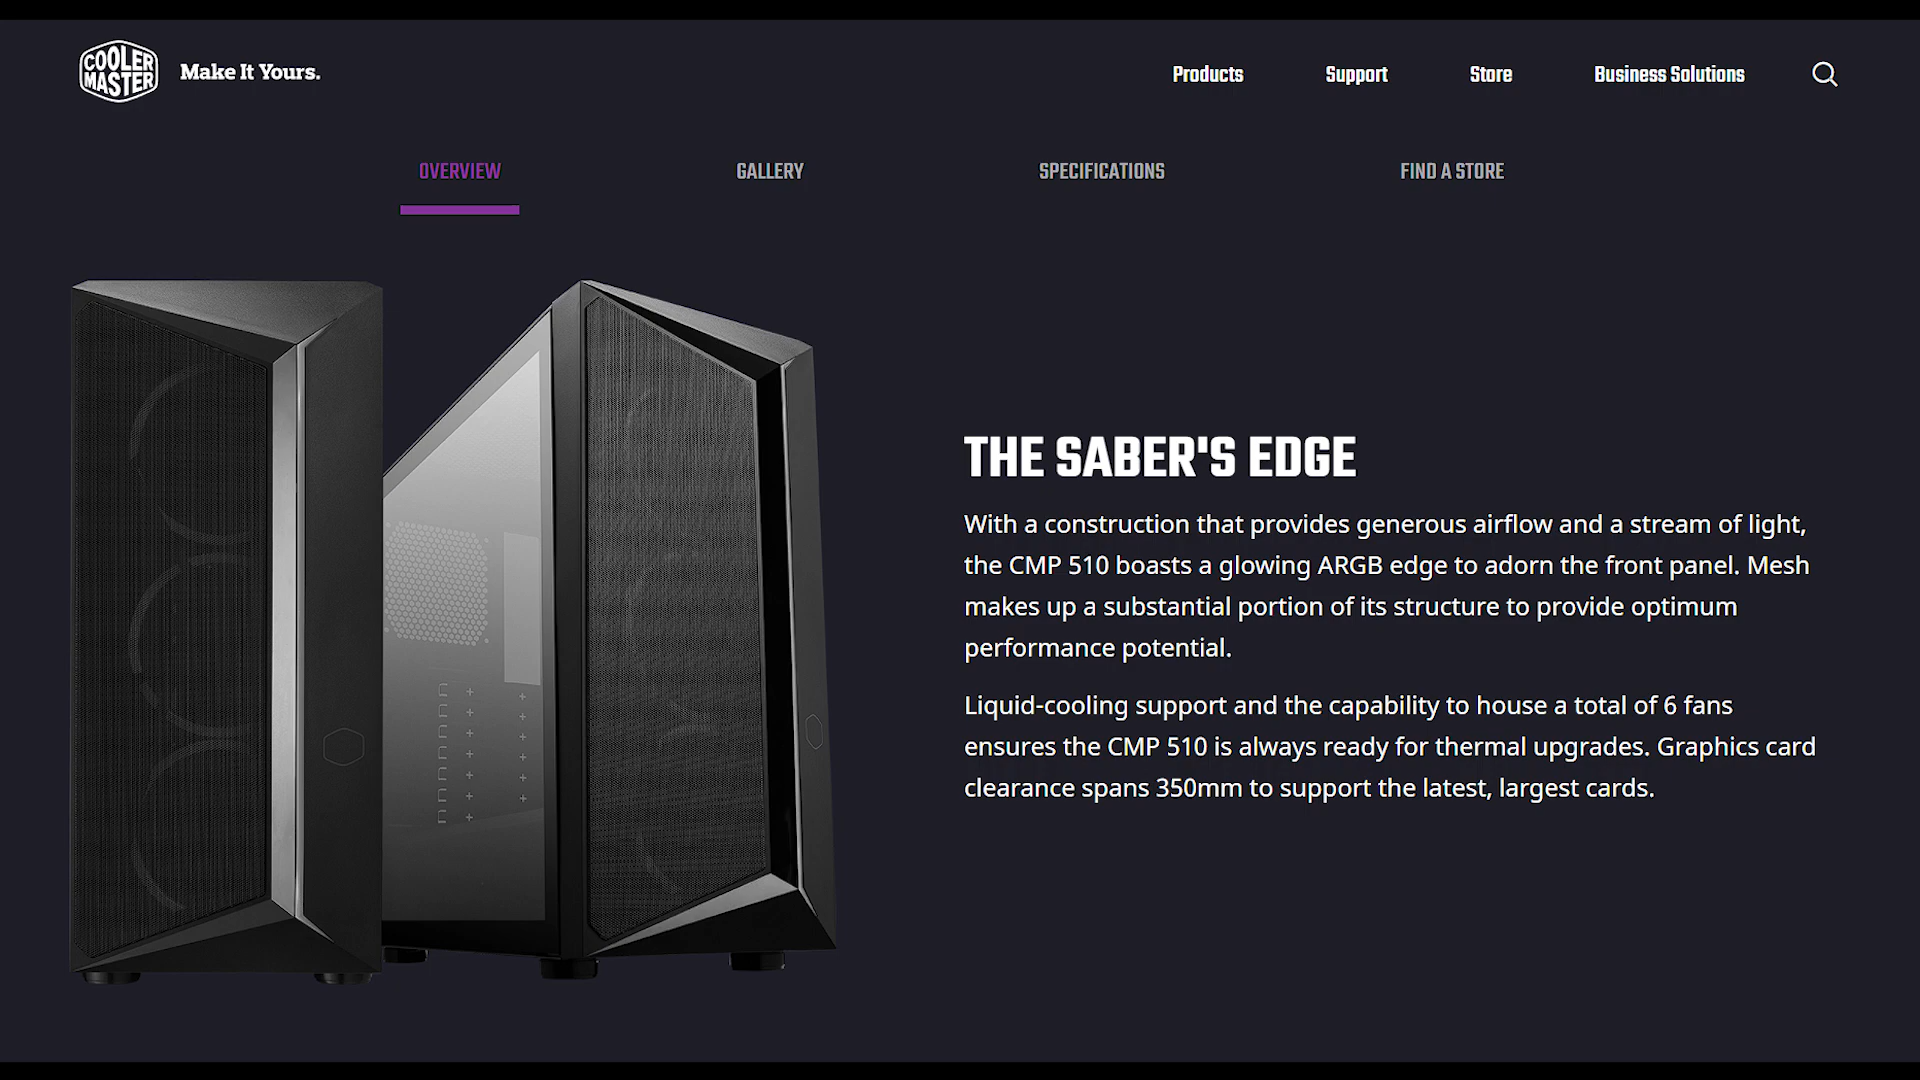 COOLER
MASTER
Make It Yours.
Products
Support
Store
Business Solutions
OVERVIEW
GALLERY
SPECIFICATIONS
FIND A STORE
THE SABER'S EDGE
With a construction that provides generous airflow and a stream of light,
the CMP 510 boasts a glowing ARGB edge to adorn the front panel. Mesh
makes up a substantial portion of its structure to provide optimum
performance potential.
Liquid-cooling support and the capability to house a total of 6 fans
ensures the CMP 510 is always ready for thermal upgrades. Graphics card
clearance spans 350mm to support the latest, largest cards.